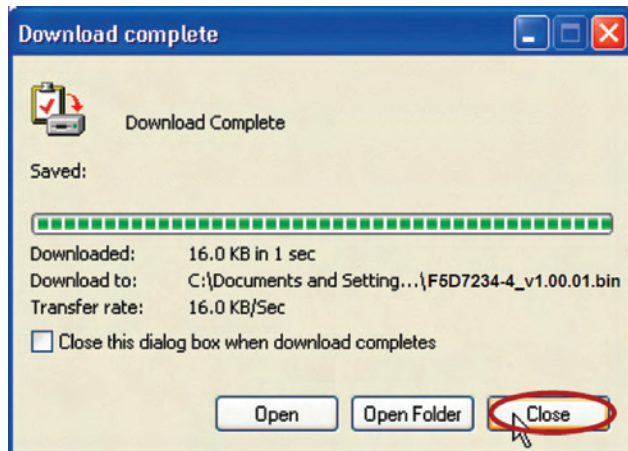 Download complete
Download Complete
Saved:
Downloaded: 16.0 KB in 1 sec
Download to: C:\Documents and Setting...\F5D7234-4_v1.00.01.bin
Transfer rate: 16.0 KB/Sec
Close this dialog box when download completes
Open Open Folder Close